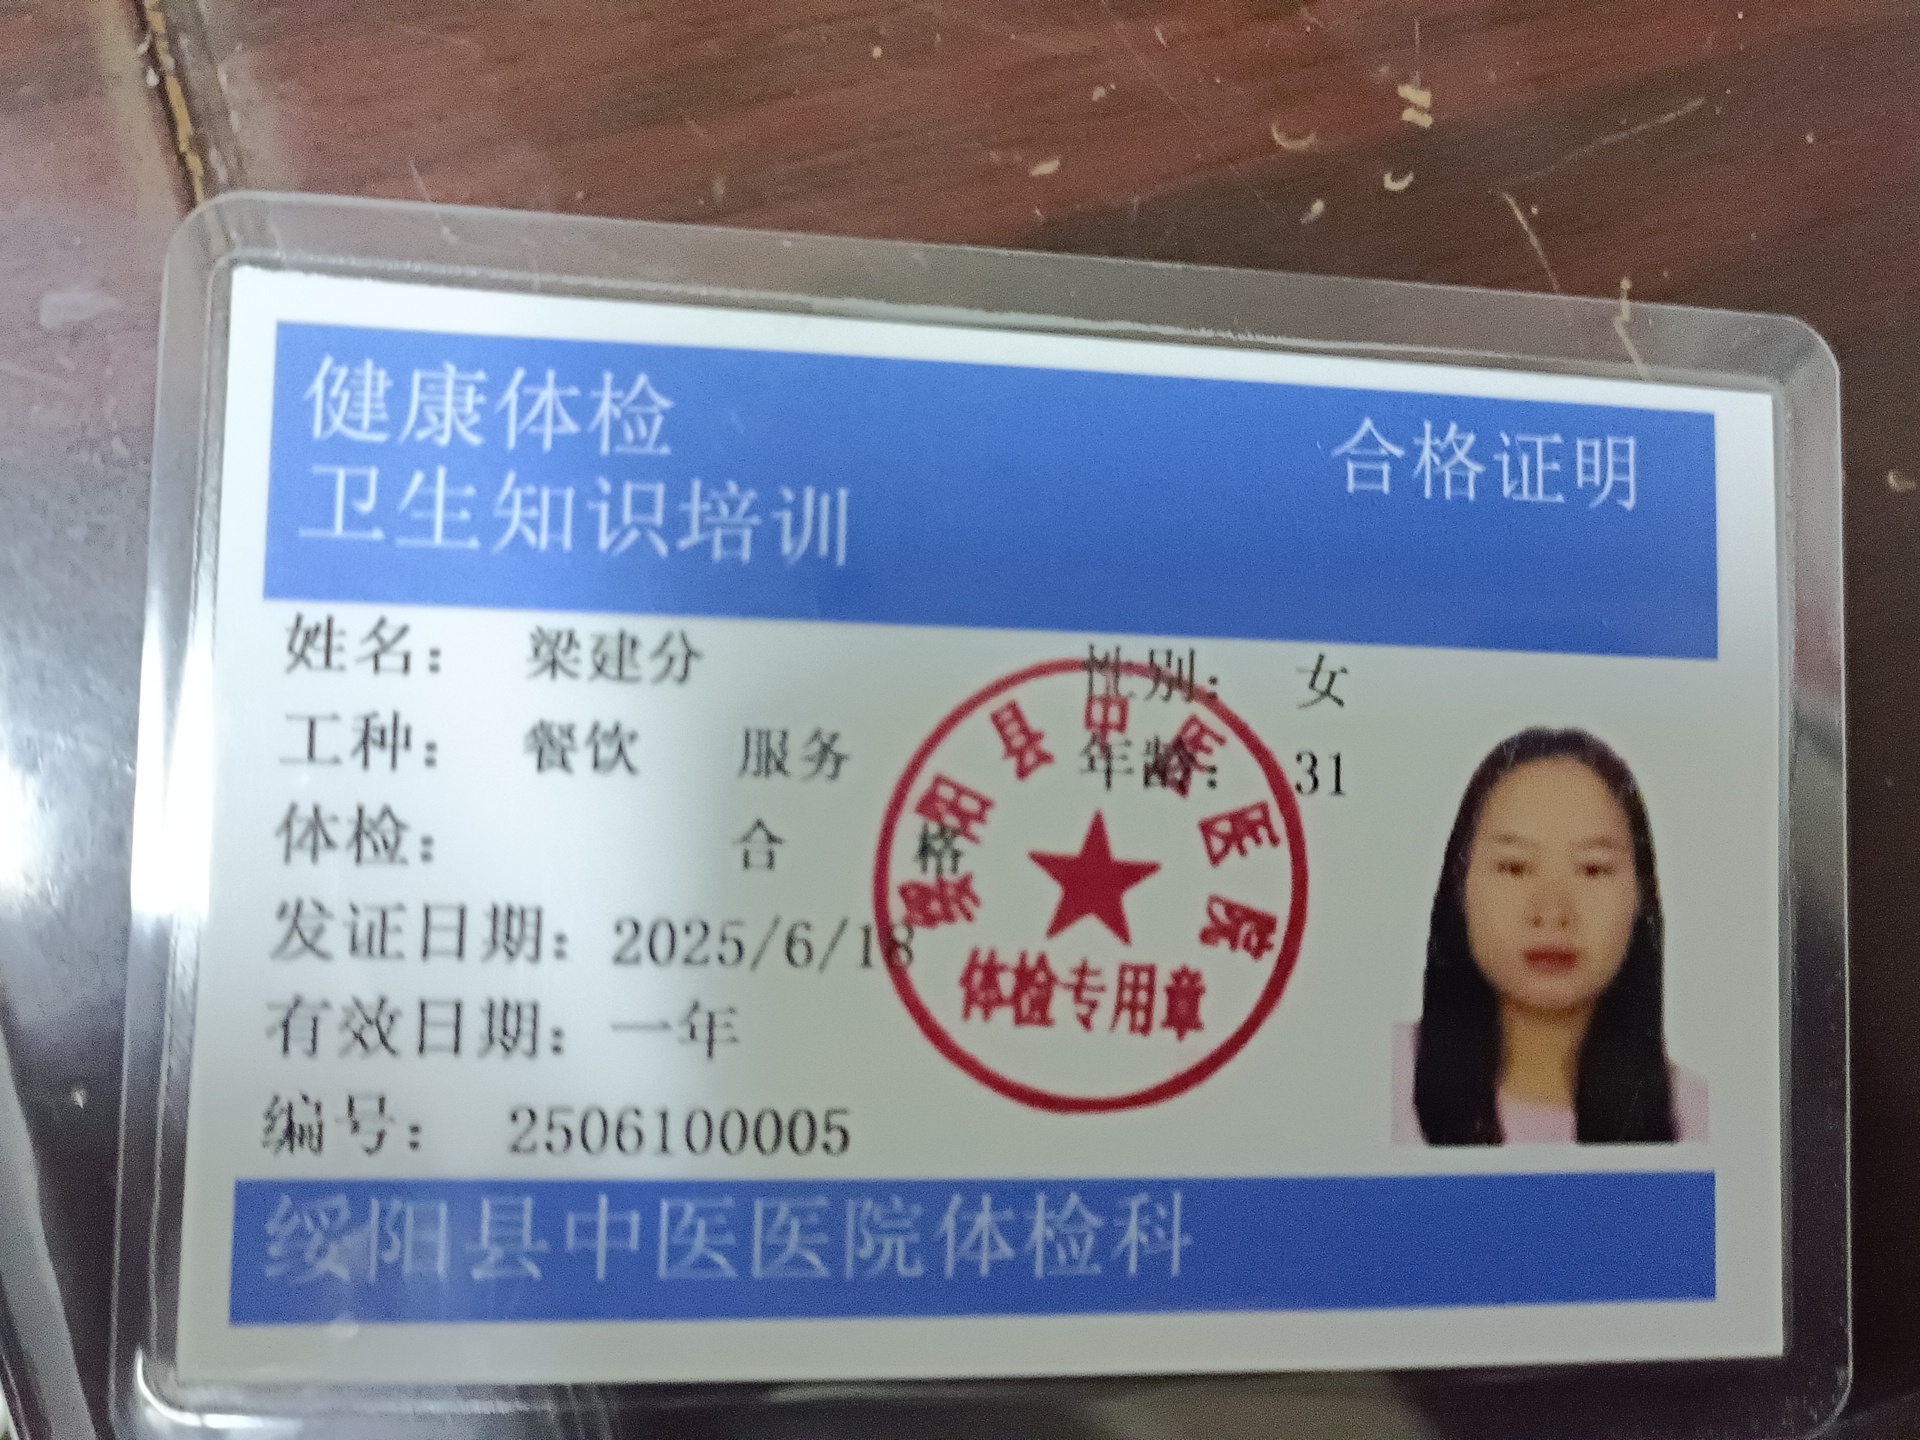 健康体检
卫生知识培训
合格证明
姓名： 梁建分 性别： 女
工种： 餐饮 服务 年龄： 31
体检： 合 格
发证日期：2025/6/18
有效日期：一年
编号： 2506100005
绥阳县中医医院
体检专用章
绥阳县中医医院体检科